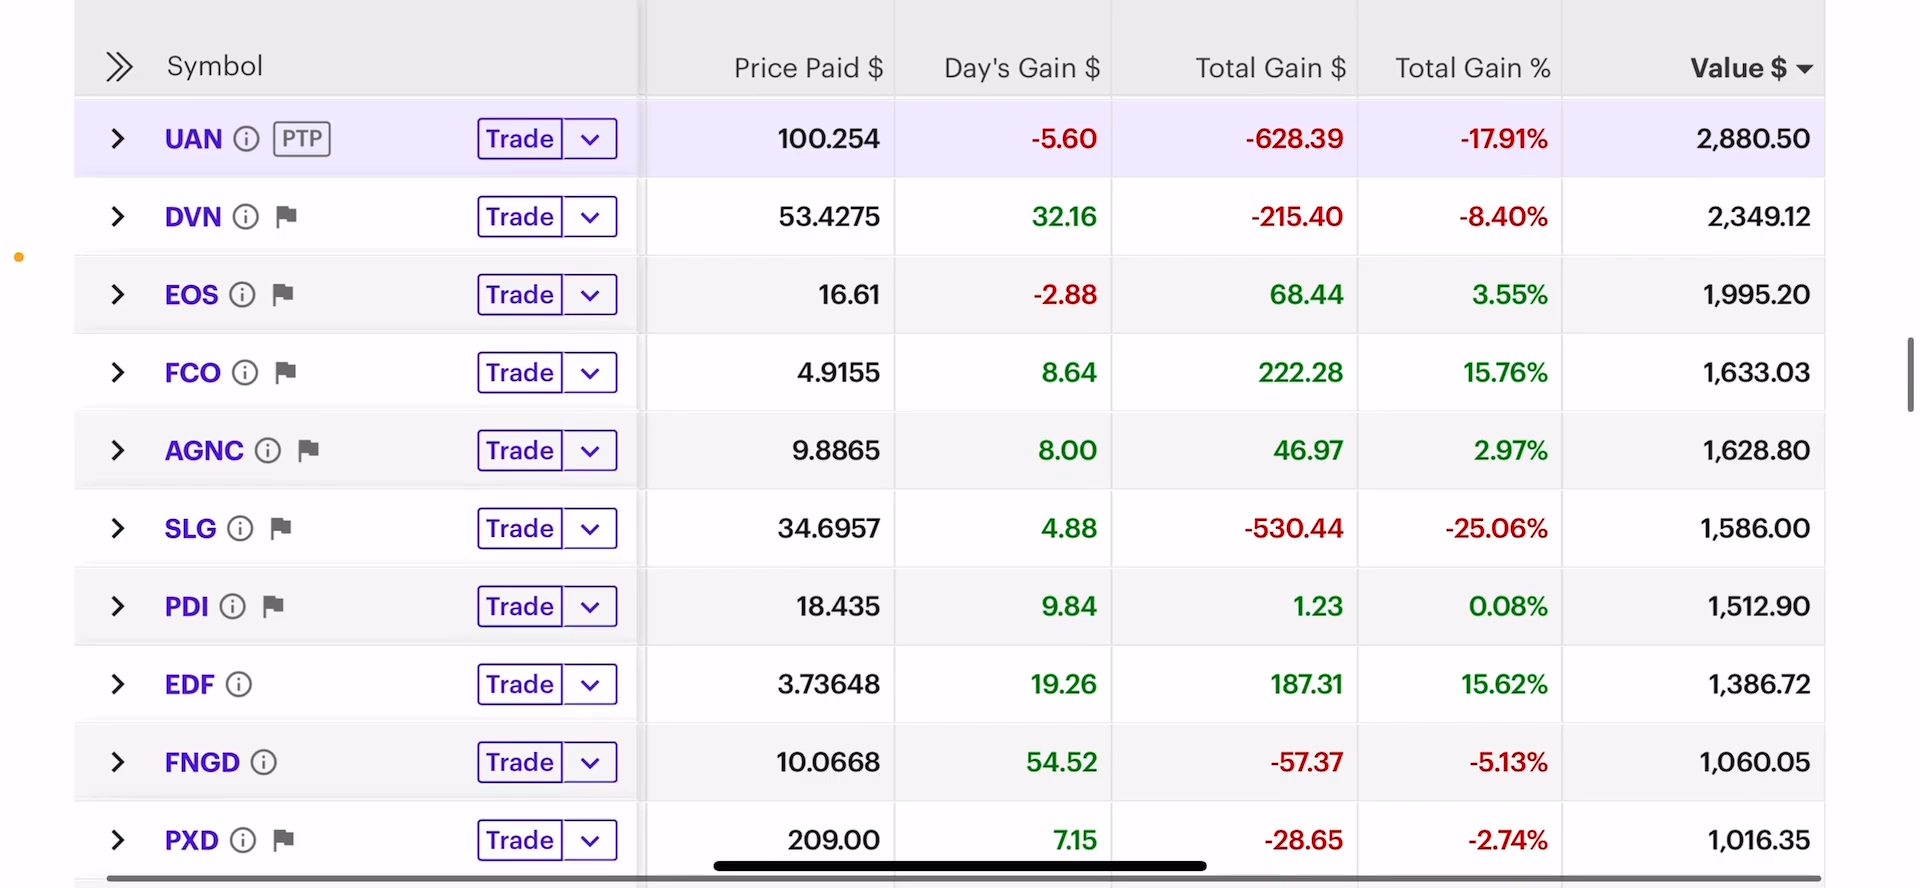 Symbol Price Paid $ Day's Gain $ Total Gain $ Total Gain % Value $
UAN PTP Trade 100.254 -5.60 -628.39 -17.91% 2,880.50
DVN Trade 53.4275 32.16 -215.40 -8.40% 2,349.12
EOS Trade 16.61 -2.88 68.44 3.55% 1,995.20
FCO Trade 4.9155 8.64 222.28 15.76% 1,633.03
AGNC Trade 9.8865 8.00 46.97 2.97% 1,628.80
SLG Trade 34.6957 4.88 -530.44 -25.06% 1,586.00
PDI Trade 18.435 9.84 1.23 0.08% 1,512.90
EDF Trade 3.73648 19.26 187.31 15.62% 1,386.72
FNGD Trade 10.0668 54.52 -57.37 -5.13% 1,060.05
PXD Trade 209.00 7.15 -28.65 -2.74% 1,016.35